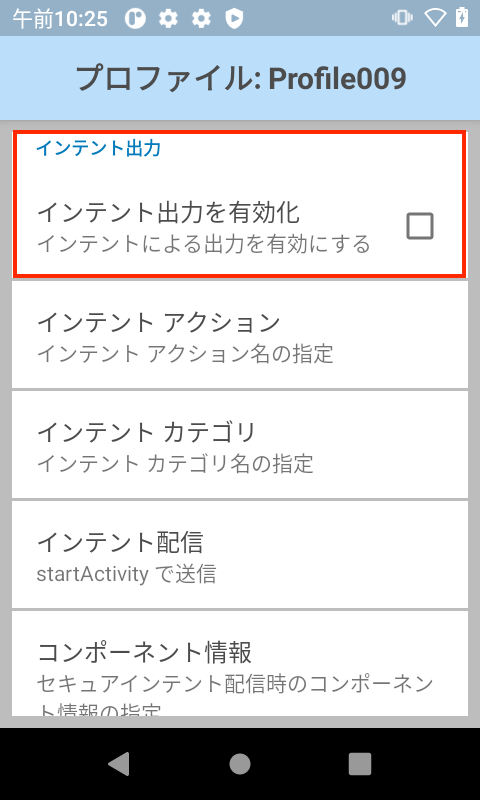 午前10:25
プロファイル: Profile009
インテント出力
インテント出力を有効化
インテントによる出力を有効にする
インテント アクション
インテント アクション名の指定
インテント カテゴリ
インテント カテゴリ名の指定
インテント配信
startActivity で送信
コンポーネント情報
セキュアインテント配信時のコンポーネン
ト情報の指定